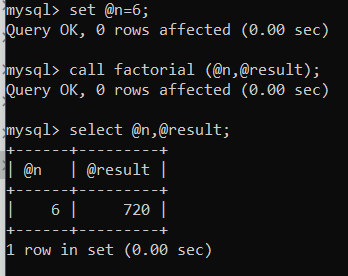 mysql> set @n=6;
Query OK, 0 rows affected (0.00 sec)
mysql> call factorial (@n,@result);
Query OK, 0 rows affected (0.00 sec)
mysql> select @n,@result;
+------+---------+
| @n   | @result |
+------+---------+
|    6 |     720 |
+------+---------+
1 row in set (0.00 sec)